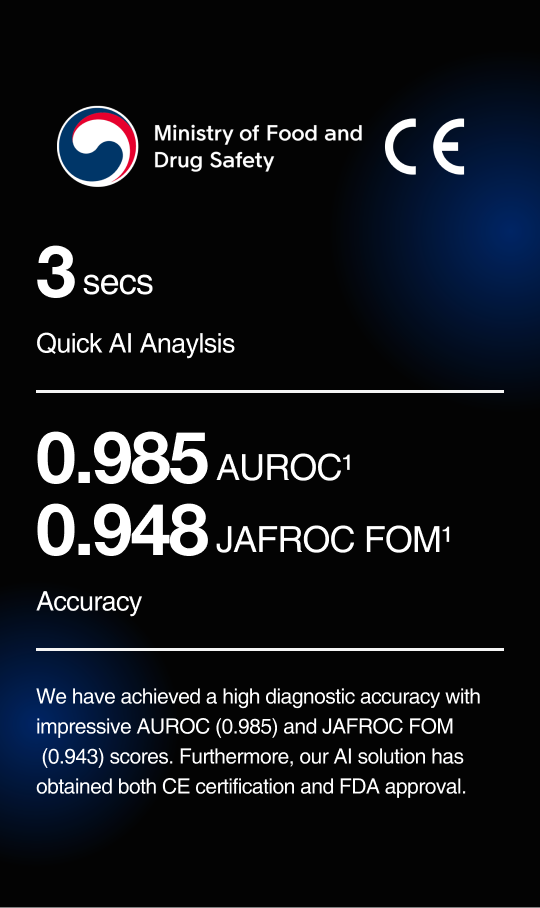 Ministry of Food and
Drug Safety
CE
3 secs
Quick AI Anaylsis
0.985 AUROC¹
0.948 JAFROC FOM¹
Accuracy
We have achieved a high diagnostic accuracy with
impressive AUROC (0.985) and JAFROC FOM
(0.943) scores. Furthermore, our AI solution has
obtained both CE certification and FDA approval.